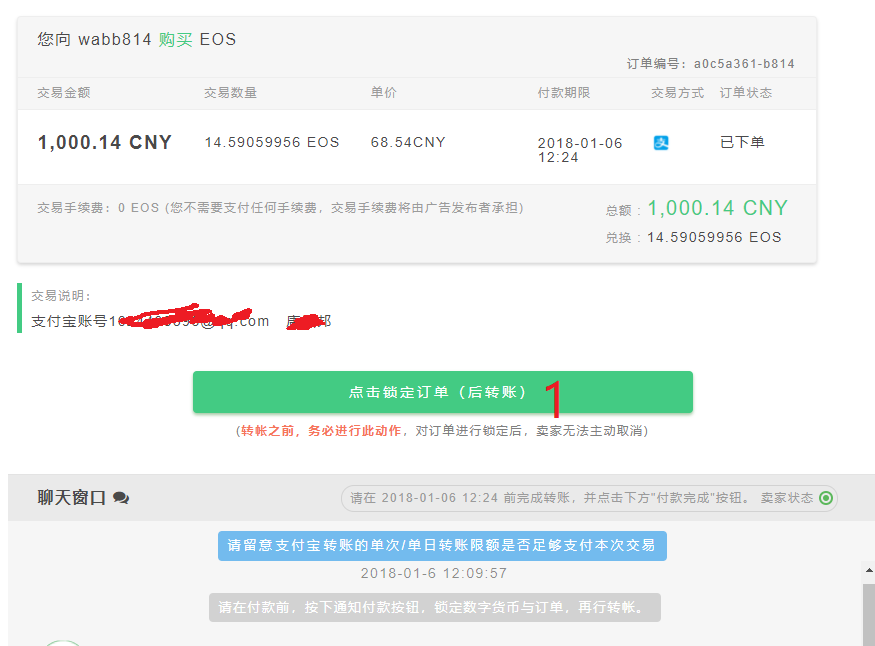 您向 wabb814 购买 EOS
订单编号：a0c5a361-b814
交易金额 交易数量 单价 付款期限 交易方式 订单状态
1,000.14 CNY 14.59059956 EOS 68.54CNY 2018-01-06 已下单
12:24
交易手续费：0 EOS (您不需要支付任何手续费，交易手续费将由广告发布者承担)
总额：1,000.14 CNY
兑换：14.59059956 EOS
交易说明：
支付宝账号
点击锁定订单（后转账） 1
(转帐之前，务必进行此动作，对订单进行锁定后，卖家无法主动取消)
聊天窗口 请在 2018-01-06 12:24 前完成转账，并点击下方"付款完成"按钮。 卖家状态
请留意支付宝转账的单次/单日转账限额是否足够支付本次交易
2018-01-6 12:09:57
请在付款前，按下通知付款按钮，锁定数字货币与订单，再行转帐。